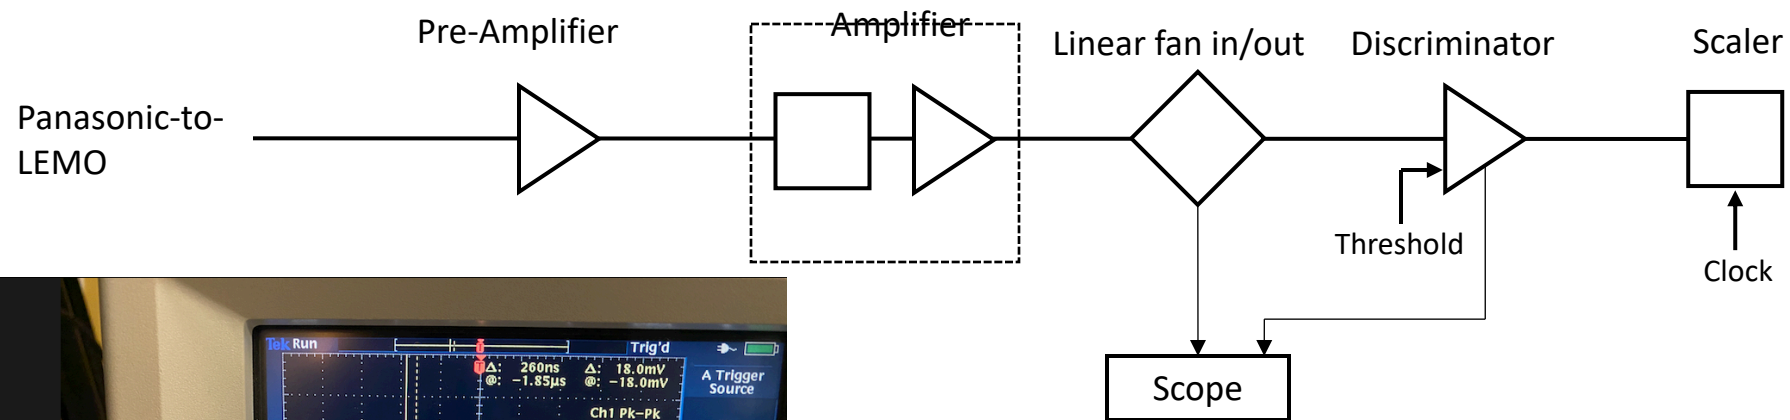 Pre-Amplifier
Amplifier
Linear fan in/out
Discriminator
Scaler
Panasonic-to-
LEMO
Threshold
Clock
Scope
Tek Run
Trig'd
Δ: 260ns Δ: 18.0mV
@: −1.85µs @: −18.0mV
A Trigger
Source
Ch1 Pk−Pk